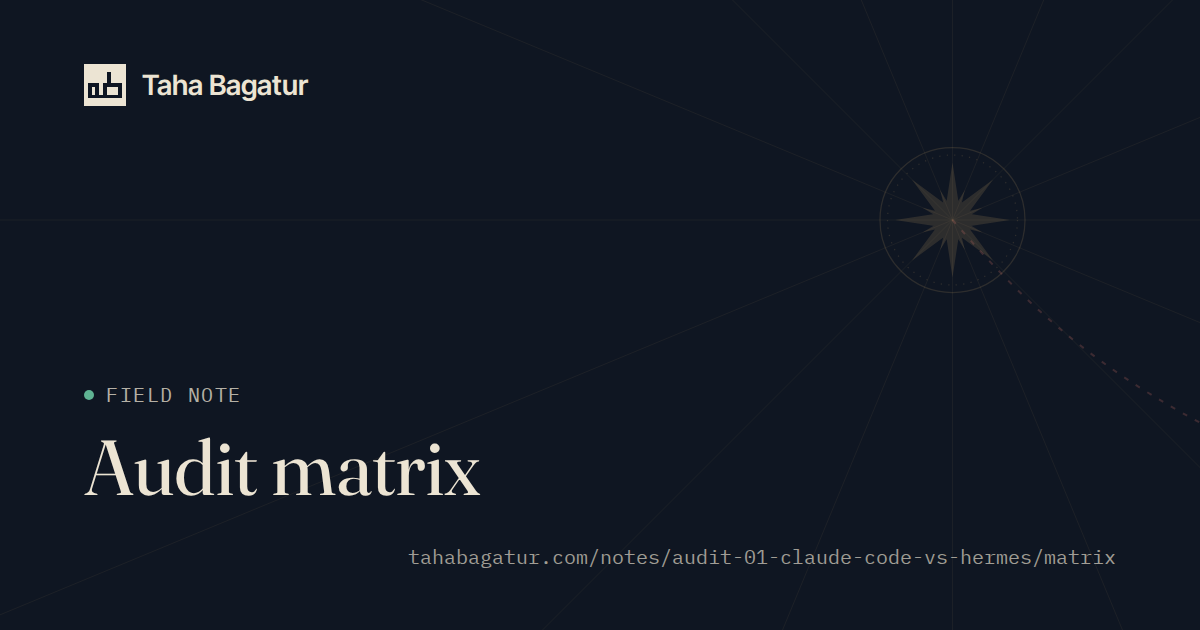 Taha Bagatur
FIELD NOTE
Audit matrix
tahabagatur.com/notes/audit-01-claude-code-vs-hermes/matrix